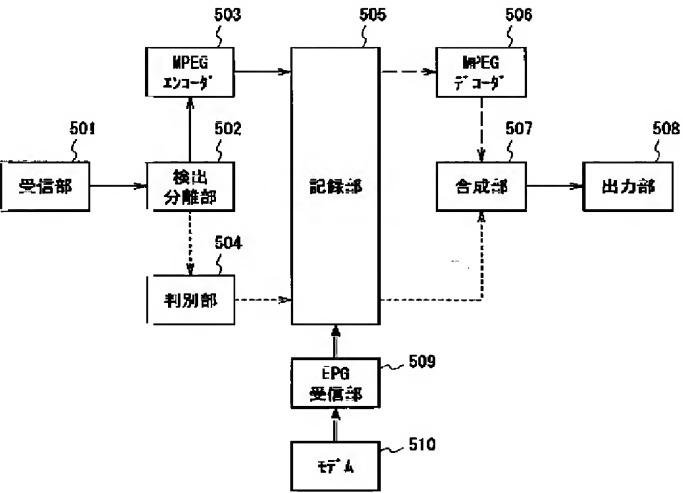 503
505
506
MPEG
エンコーダ
MPEG
デコーダ
501
502
507
508
受信部
検出
分離部
記録部
合成部
出力部
504
判別部
EPG
受信部
509
モデム
510